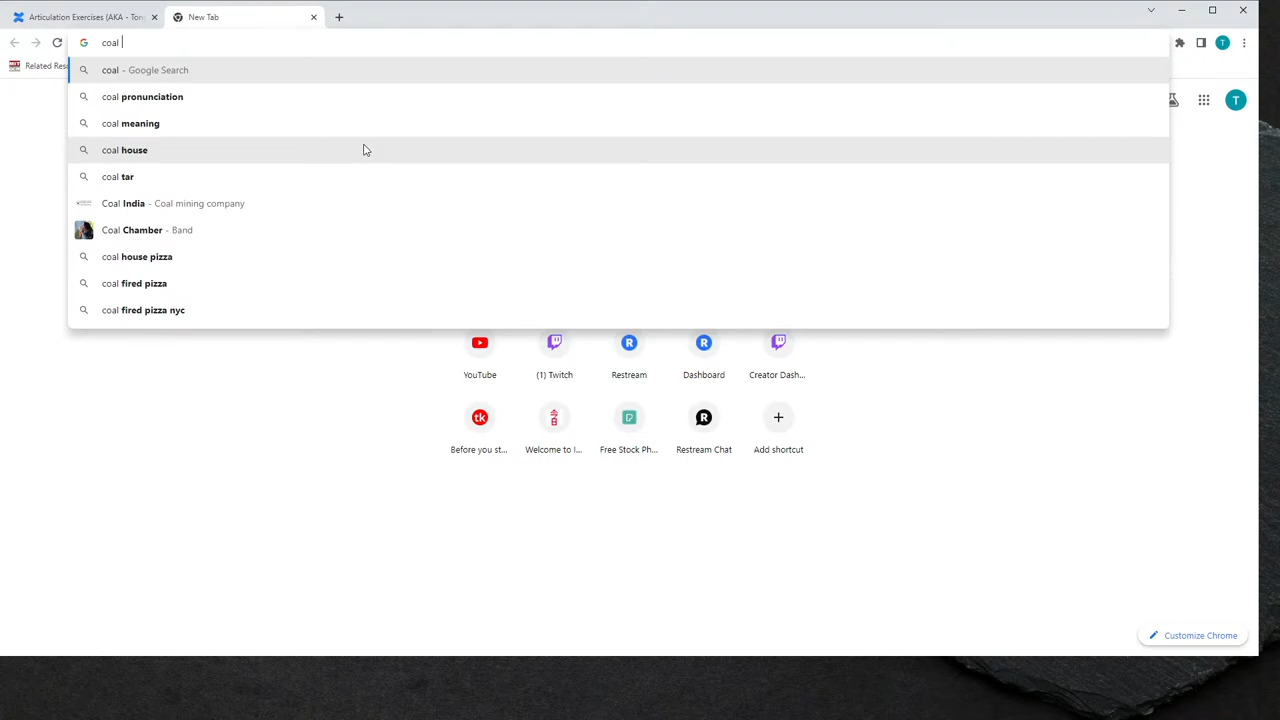 Articulation Exercises (AKA - Ton
New Tab
coal
Related Res
T
coal - Google Search
coal pronunciation
coal meaning
coal house
coal tar
Coal India - Coal mining company
Coal Chamber - Band
coal house pizza
coal fired pizza
coal fired pizza nyc
T
YouTube
(1) Twitch
Restream
Dashboard
Creator Dash...
Before you st...
Welcome to I...
Free Stock Ph...
Restream Chat
Add shortcut
Customize Chrome